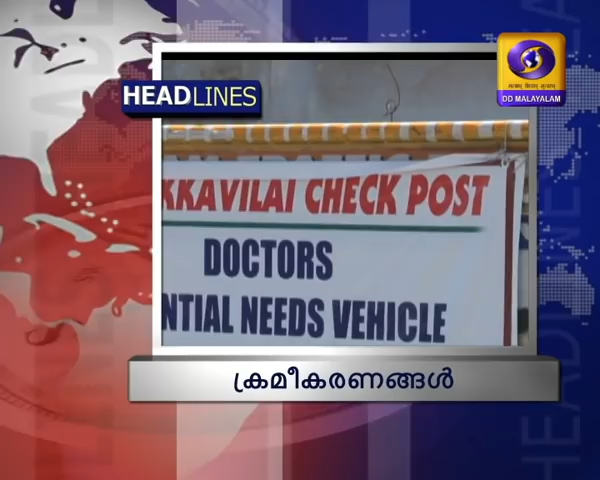 HEADLINES
DD MALAYALAM
KKAVILAI CHECK POST
DOCTORS
NTIAL NEEDS VEHICLE
ക്രമീകരണങ്ങൾ